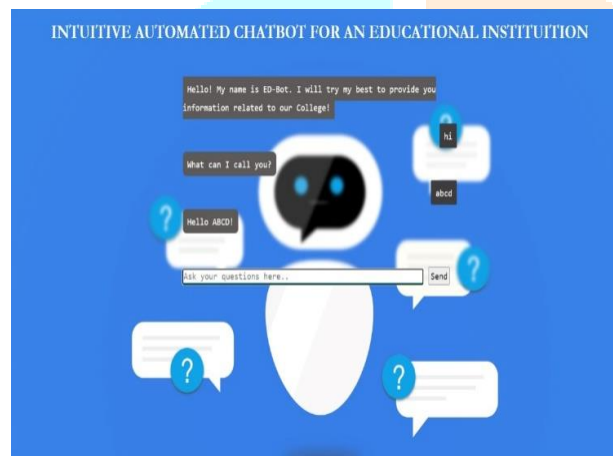 INTUITIVE AUTOMATED CHATBOT FOR AN EDUCATIONAL INSTITUITION
Hello! My name is ED-Bot. I will try my best to provide you
information related to our College!
hi
What can I call you?
abcd
Hello ABCD!
Ask your questions here..
Send
?
?
?
?
?